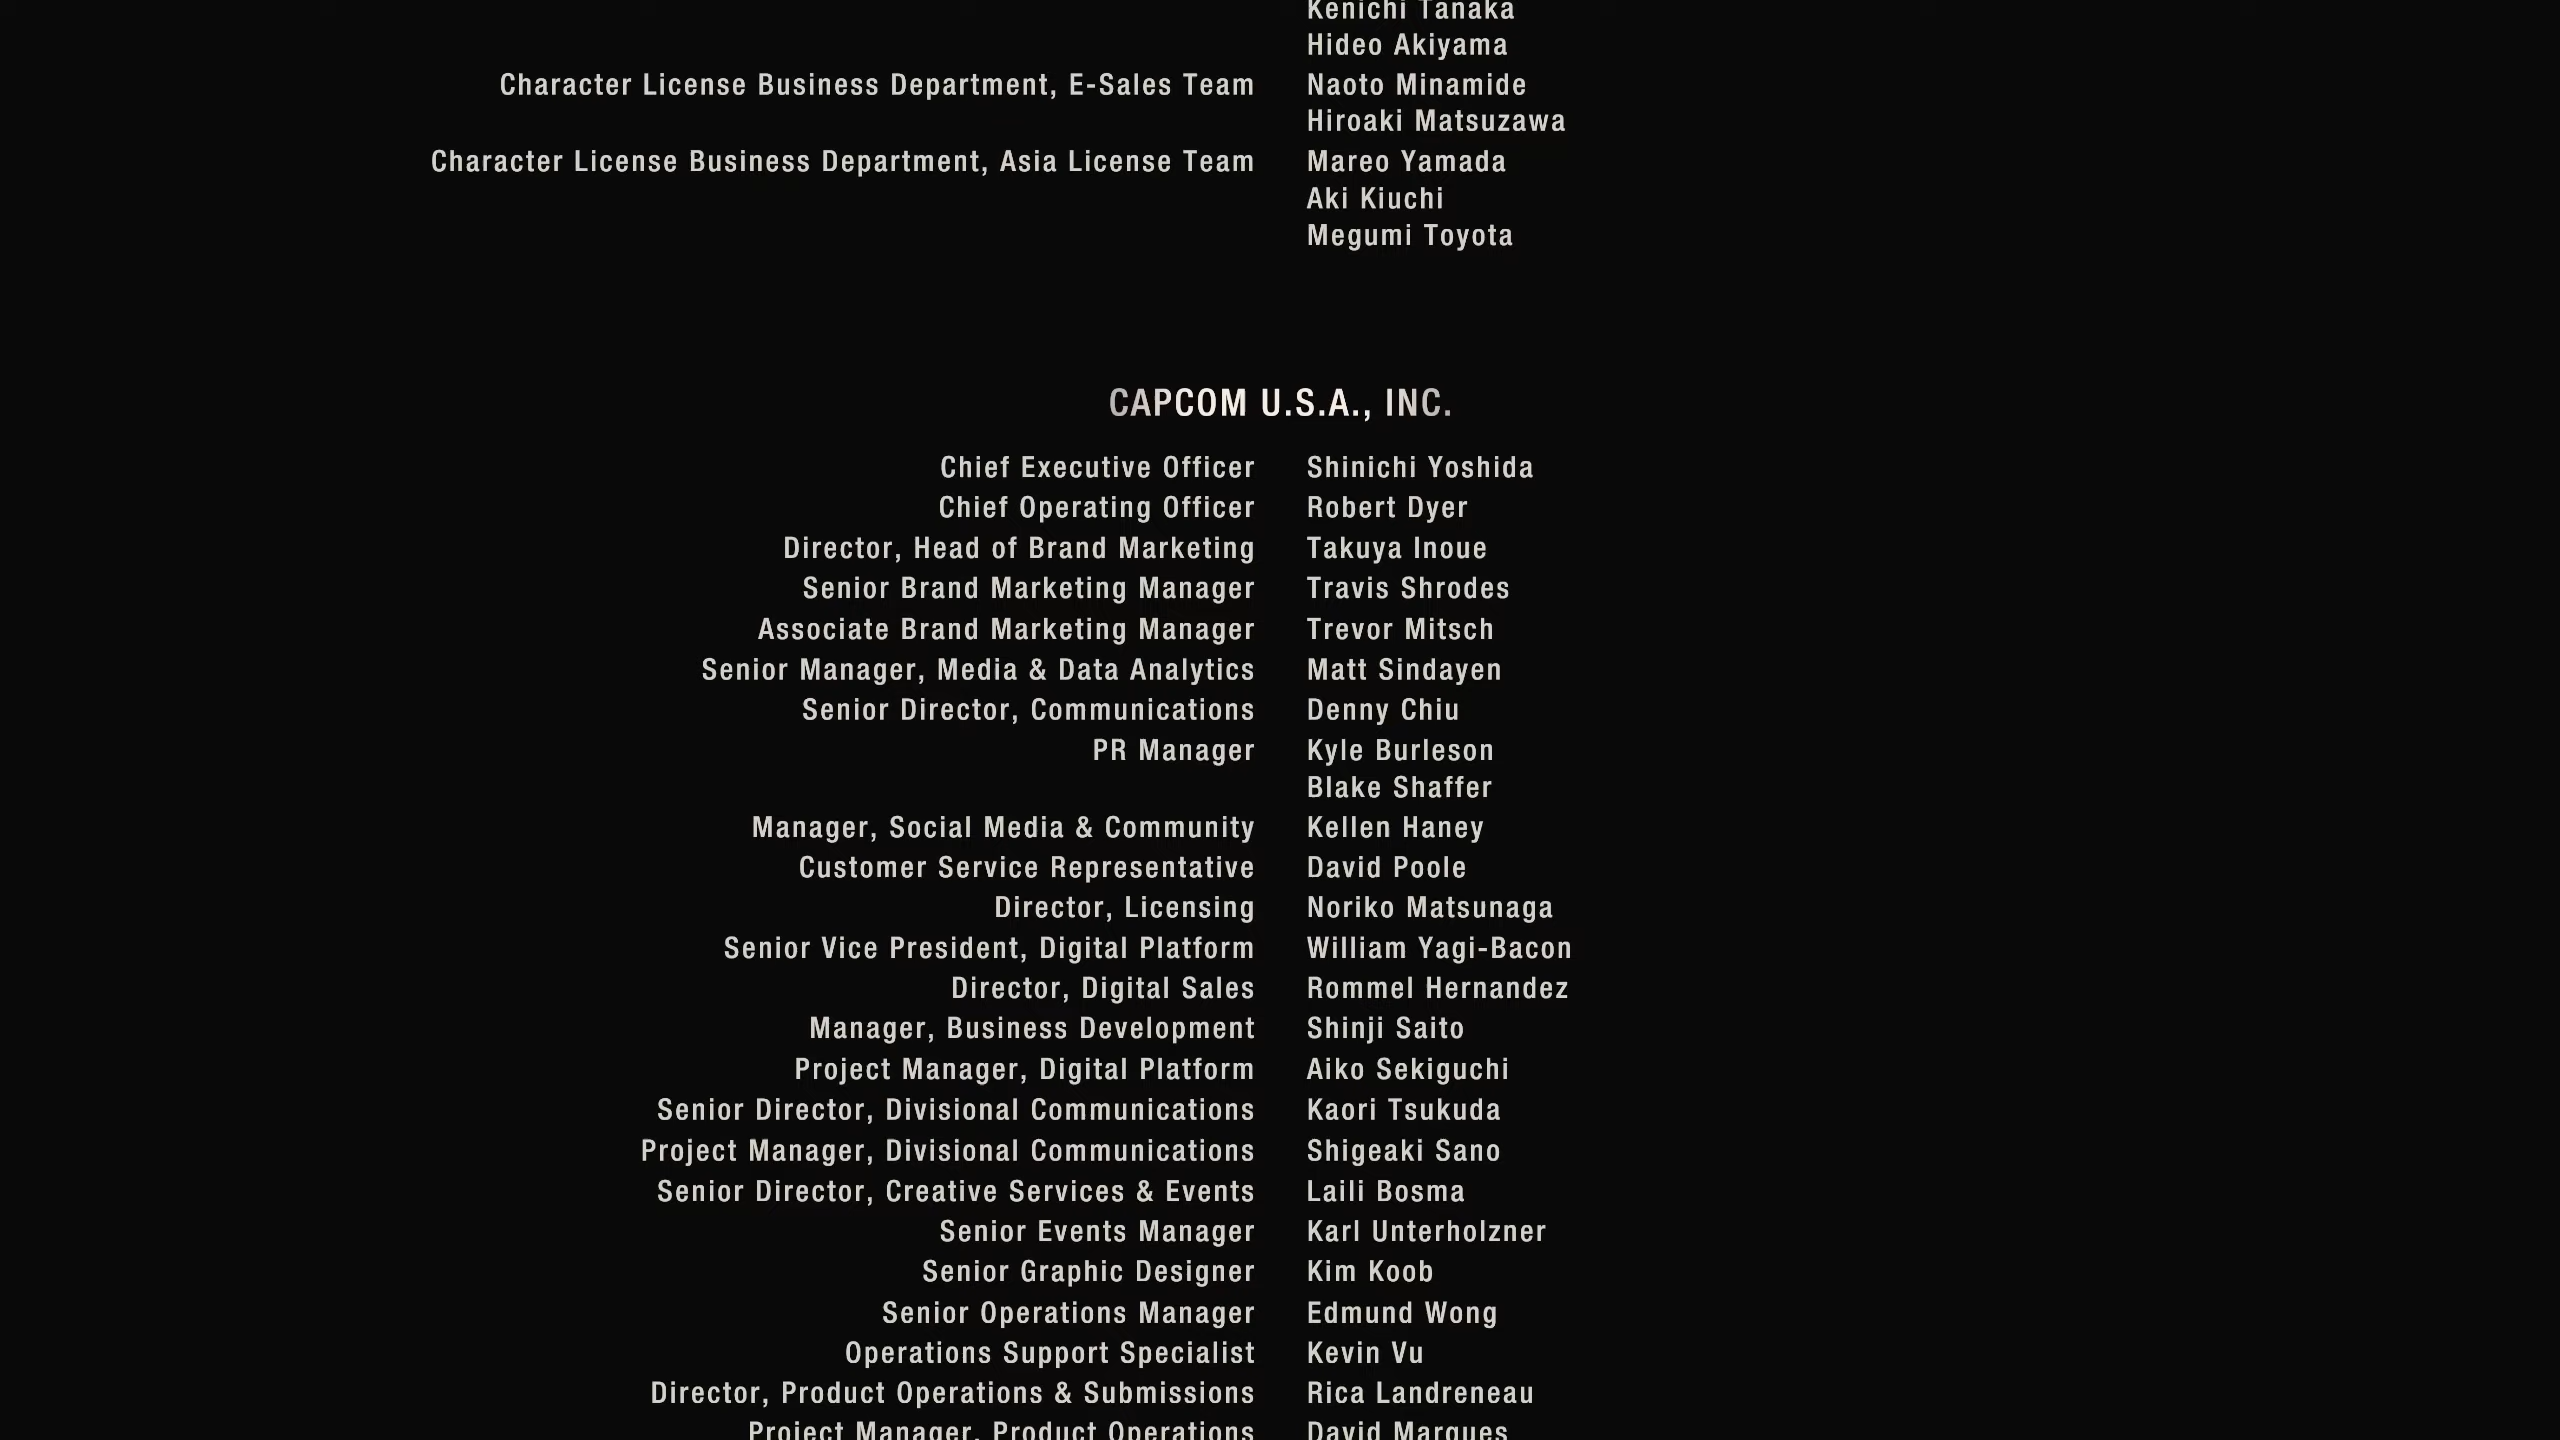 Kenichi Tanaka
Hideo Akiyama
Character License Business Department, E-Sales Team Naoto Minamide
Hiroaki Matsuzawa
Character License Business Department, Asia License Team Mareo Yamada
Aki Kiuchi
Megumi Toyota
CAPCOM U.S.A., INC.
Chief Executive Officer Shinichi Yoshida
Chief Operating Officer Robert Dyer
Director, Head of Brand Marketing Takuya Inoue
Senior Brand Marketing Manager Travis Shrodes
Associate Brand Marketing Manager Trevor Mitsch
Senior Manager, Media & Data Analytics Matt Sindayen
Senior Director, Communications Denny Chiu
PR Manager Kyle Burleson
Blake Shaffer
Manager, Social Media & Community Kellen Haney
Customer Service Representative David Poole
Director, Licensing Noriko Matsunaga
Senior Vice President, Digital Platform William Yagi-Bacon
Director, Digital Sales Rommel Hernandez
Manager, Business Development Shinji Saito
Project Manager, Digital Platform Aiko Sekiguchi
Senior Director, Divisional Communications Kaori Tsukuda
Project Manager, Divisional Communications Shigeaki Sano
Senior Director, Creative Services & Events Laili Bosma
Senior Events Manager Karl Unterholzner
Senior Graphic Designer Kim Koob
Senior Operations Manager Edmund Wong
Operations Support Specialist Kevin Vu
Director, Product Operations & Submissions Rica Landreneau
Project Manager, Product Operations David Marques